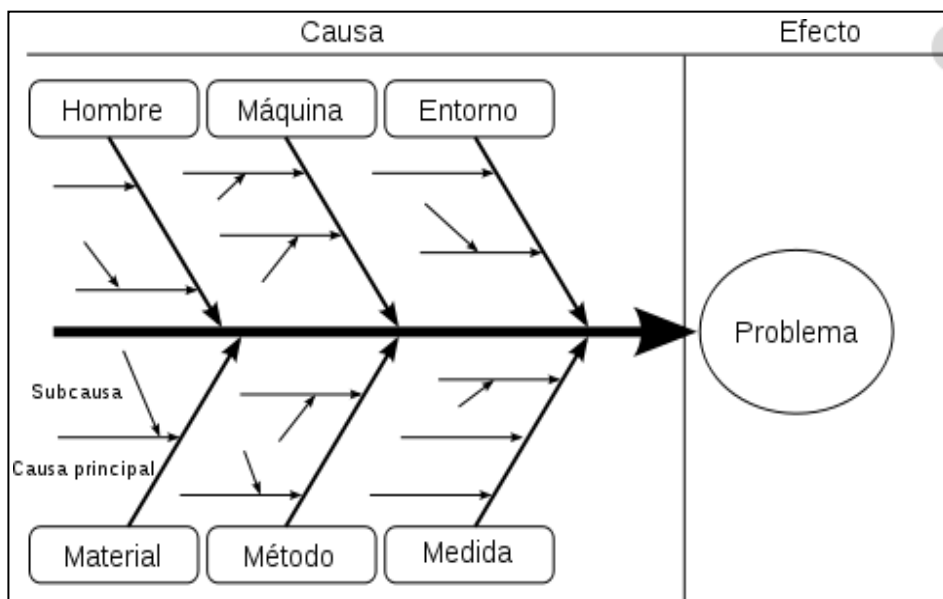 Causa
Efecto
Hombre
Máquina
Entorno
Problema
Subcausa
Causa principal
Material
Método
Medida